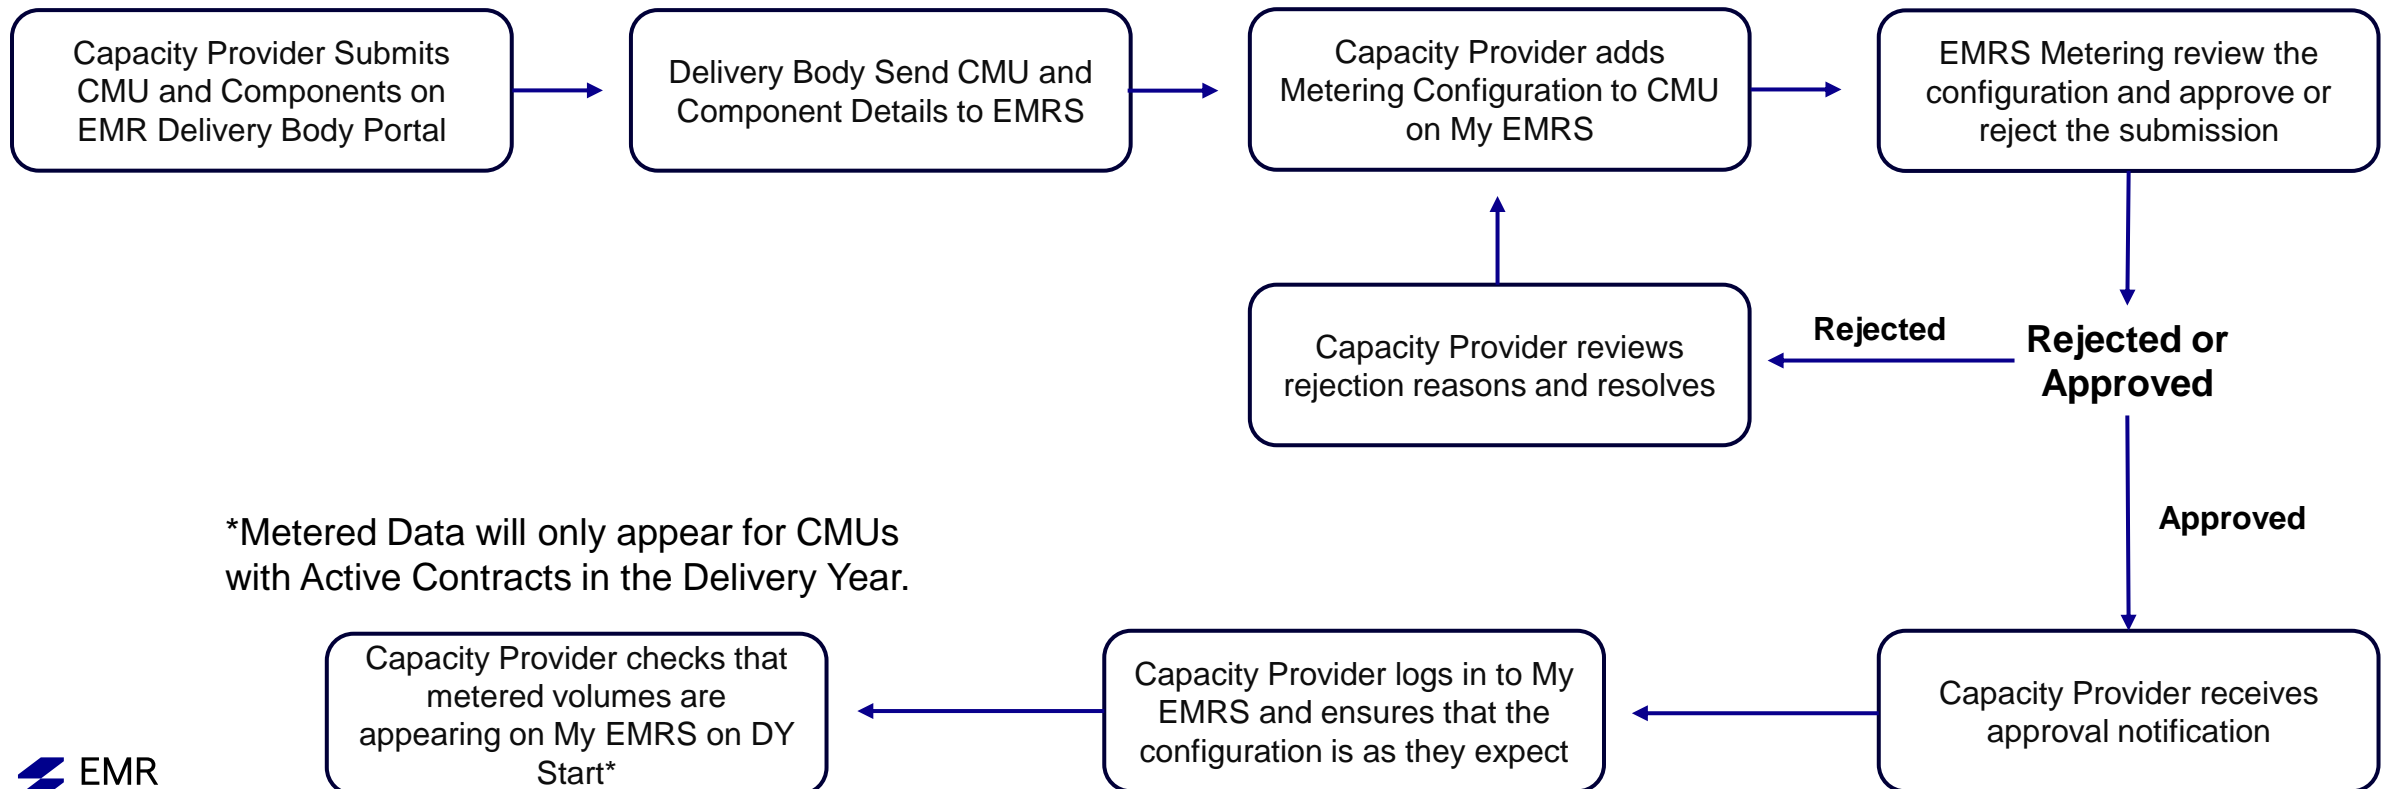 Capacity Provider Submits
CMU and Components on
EMR Delivery Body Portal
Delivery Body Send CMU and
Component Details to EMRS
Capacity Provider adds
Metering Configuration to CMU
on My EMRS
EMRS Metering review the
configuration and approve or
reject the submission
Capacity Provider reviews
rejection reasons and resolves
Rejected
Rejected or
Approved
Approved
*Metered Data will only appear for CMUs
with Active Contracts in the Delivery Year.
Capacity Provider checks that
metered volumes are
appearing on My EMRS on DY
Start*
Capacity Provider logs in to My
EMRS and ensures that the
configuration is as they expect
Capacity Provider receives
approval notification
EMR